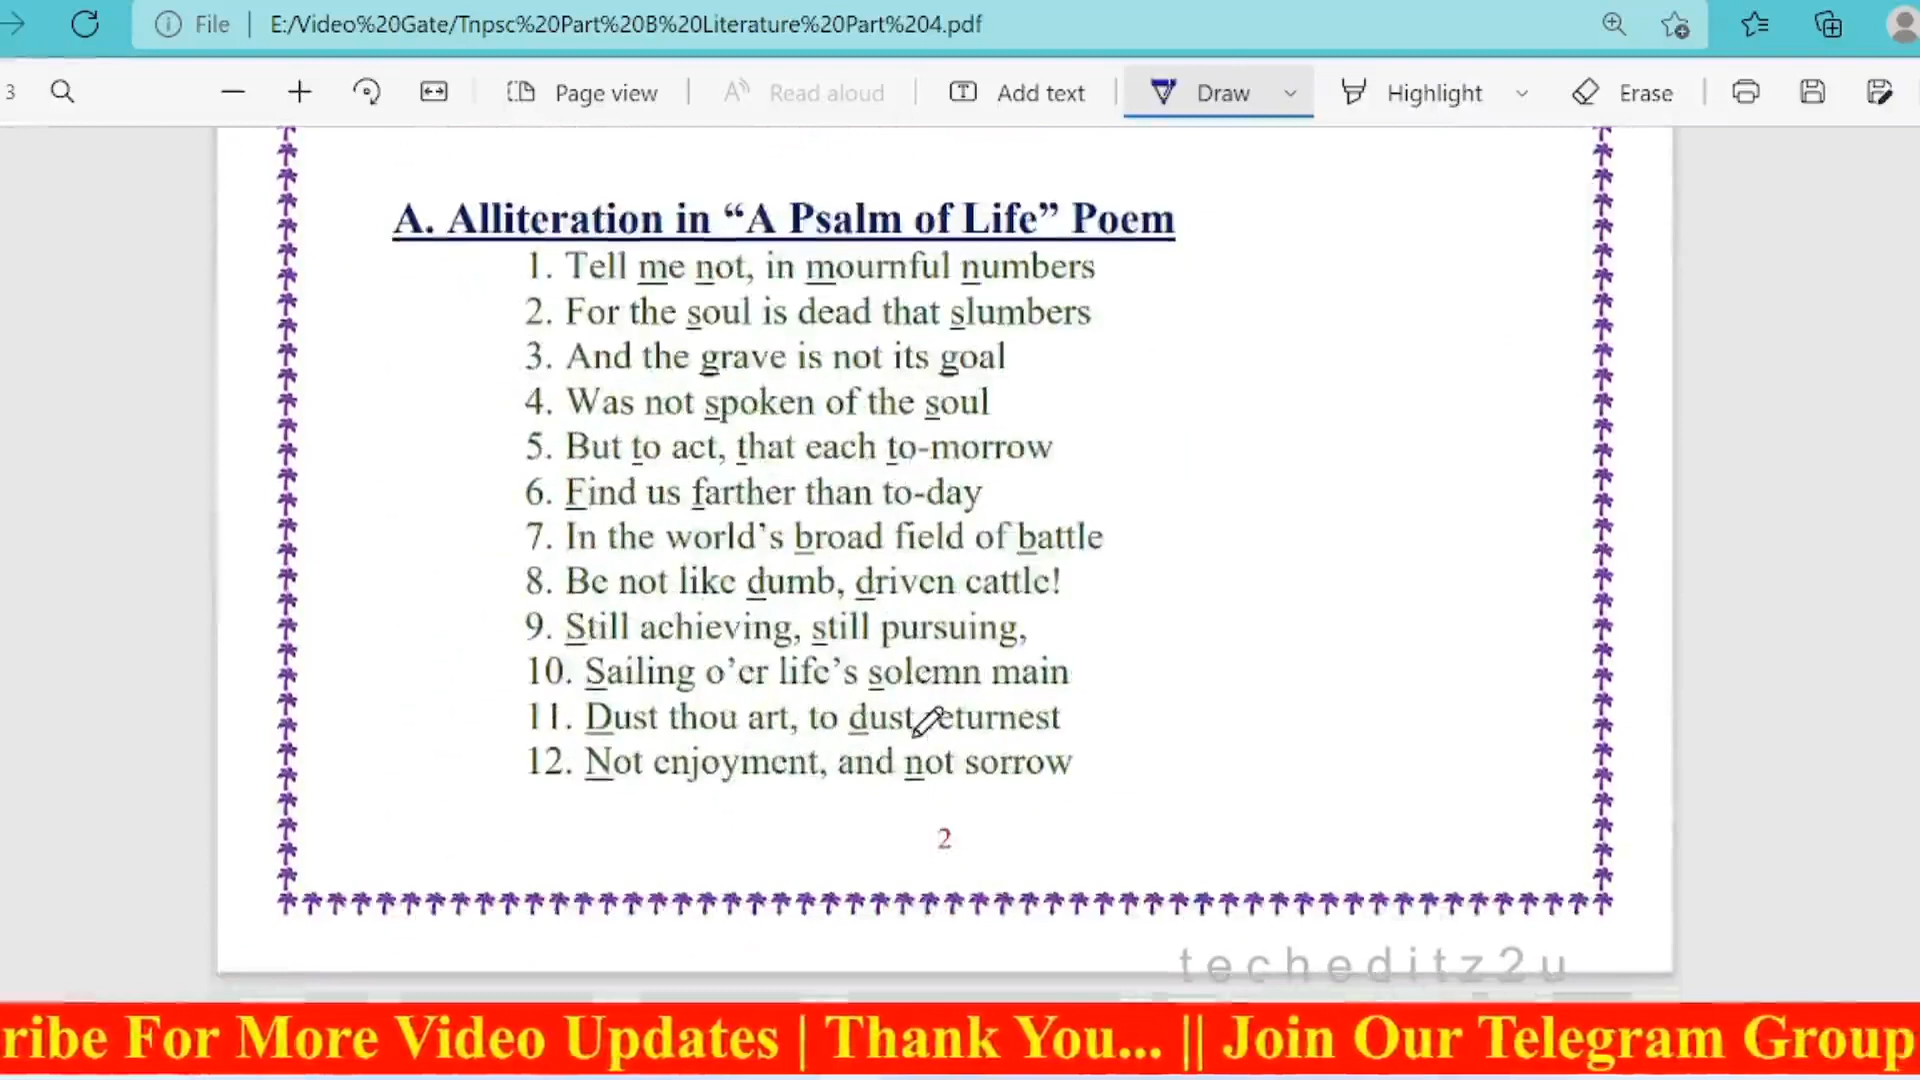 File | E:/Video%20Gate/Tnpsc%20Part%20B%20Literature%20Part%204.pdf
3 Page view | Read aloud | Add text | Draw Highlight Erase
A. Alliteration in “A Psalm of Life” Poem
1. Tell me not, in mournful numbers
2. For the soul is dead that slumbers
3. And the grave is not its goal
4. Was not spoken of the soul
5. But to act, that each to-morrow
6. Find us farther than to-day
7. In the world’s broad field of battle
8. Be not like dumb, driven cattle!
9. Still achieving, still pursuing,
10. Sailing o’er life’s solemn main
11. Dust thou art, to dust returnest
12. Not enjoyment, and not sorrow
2
techeditz2u
ribe For More Video Updates | Thank You... || Join Our Telegram Group